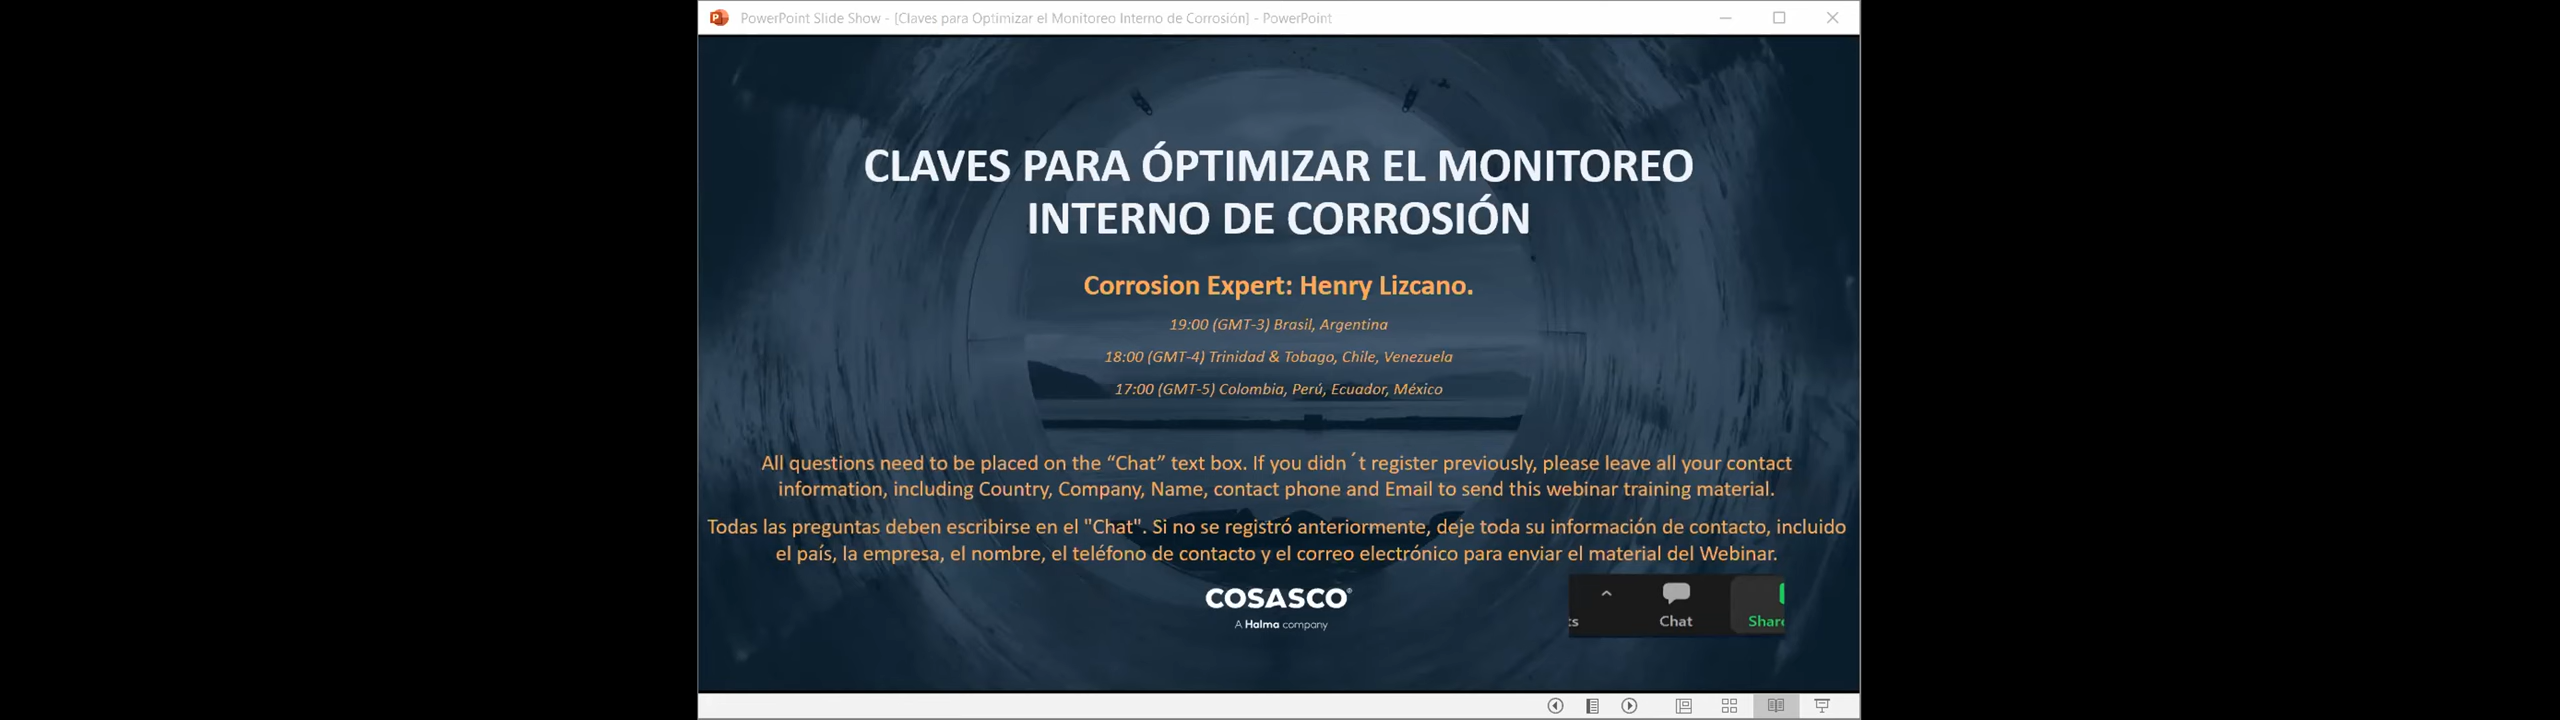 PowerPoint Slide Show - [Claves para Optimizar el Monitoreo Interno de Corrosión] - PowerPoint
CLAVES PARA ÓPTIMIZAR EL MONITOREO
INTERNO DE CORROSIÓN
Corrosion Expert: Henry Lizcano.
19:00 (GMT-3) Brasil, Argentina
18:00 (GMT-4) Trinidad & Tobago, Chile, Venezuela
17:00 (GMT-5) Colombia, Perú, Ecuador, México
All questions need to be placed on the “Chat” text box. If you didn´t register previously, please leave all your contact
information, including Country, Company, Name, contact phone and Email to send this webinar training material.
Todas las preguntas deben escribirse en el "Chat". Si no se registró anteriormente, deje toda su información de contacto, incluido
el país, la empresa, el nombre, el teléfono de contacto y el correo electrónico para enviar el material del Webinar.
COSASCO®
A Halma company
Chat
Share